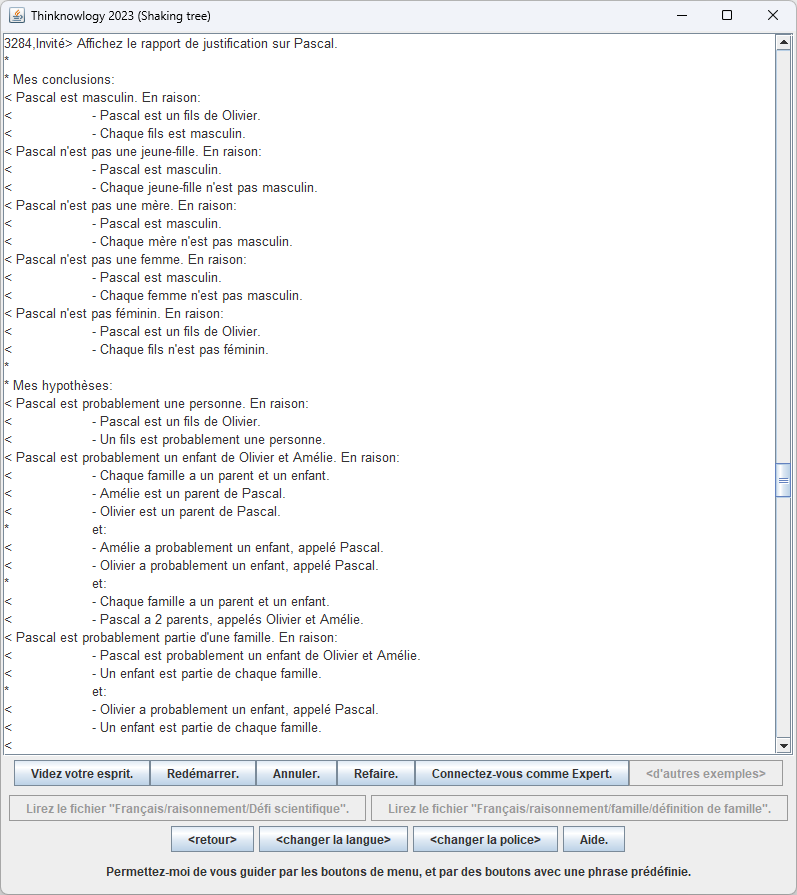 Thinknowlogy 2023 (Shaking tree)
3284,Invité> Affichez le rapport de justification sur Pascal.
*
* Mes conclusions:
< Pascal est masculin. En raison:
< - Pascal est un fils de Olivier.
< - Chaque fils est masculin.
< Pascal n'est pas une jeune-fille. En raison:
< - Pascal est masculin.
< - Chaque jeune-fille n'est pas masculin.
< Pascal n'est pas une mère. En raison:
< - Pascal est masculin.
< - Chaque mère n'est pas masculin.
< Pascal n'est pas une femme. En raison:
< - Pascal est masculin.
< - Chaque femme n'est pas masculin.
< Pascal n'est pas féminin. En raison:
< - Pascal est un fils de Olivier.
< - Chaque fils n'est pas féminin.
*
* Mes hypothèses:
< Pascal est probablement une personne. En raison:
< - Pascal est un fils de Olivier.
< - Un fils est probablement une personne.
< Pascal est probablement un enfant de Olivier et Amélie. En raison:
< - Chaque famille a un parent et un enfant.
< - Amélie est un parent de Pascal.
< - Olivier est un parent de Pascal.
* et:
< - Amélie a probablement un enfant, appelé Pascal.
< - Olivier a probablement un enfant, appelé Pascal.
* et:
< - Chaque famille a un parent et un enfant.
< - Pascal a 2 parents, appelés Olivier et Amélie.
< Pascal est probablement partie d'une famille. En raison:
< - Pascal est probablement un enfant de Olivier et Amélie.
< - Un enfant est partie de chaque famille.
* et:
< - Olivier a probablement un enfant, appelé Pascal.
< - Un enfant est partie de chaque famille.
<
Videz votre esprit. Redémarrer. Annuler. Refaire. Connectez-vous comme Expert. <d'autres exemples>
Lirez le fichier "Français/raisonnement/Défi scientifique". Lirez le fichier "Français/raisonnement/famille/définition de famille".
<retour> <changer la langue> <changer la police> Aide.
Permettez-moi de vous guider par les boutons de menu, et par des boutons avec une phrase prédéfinie.